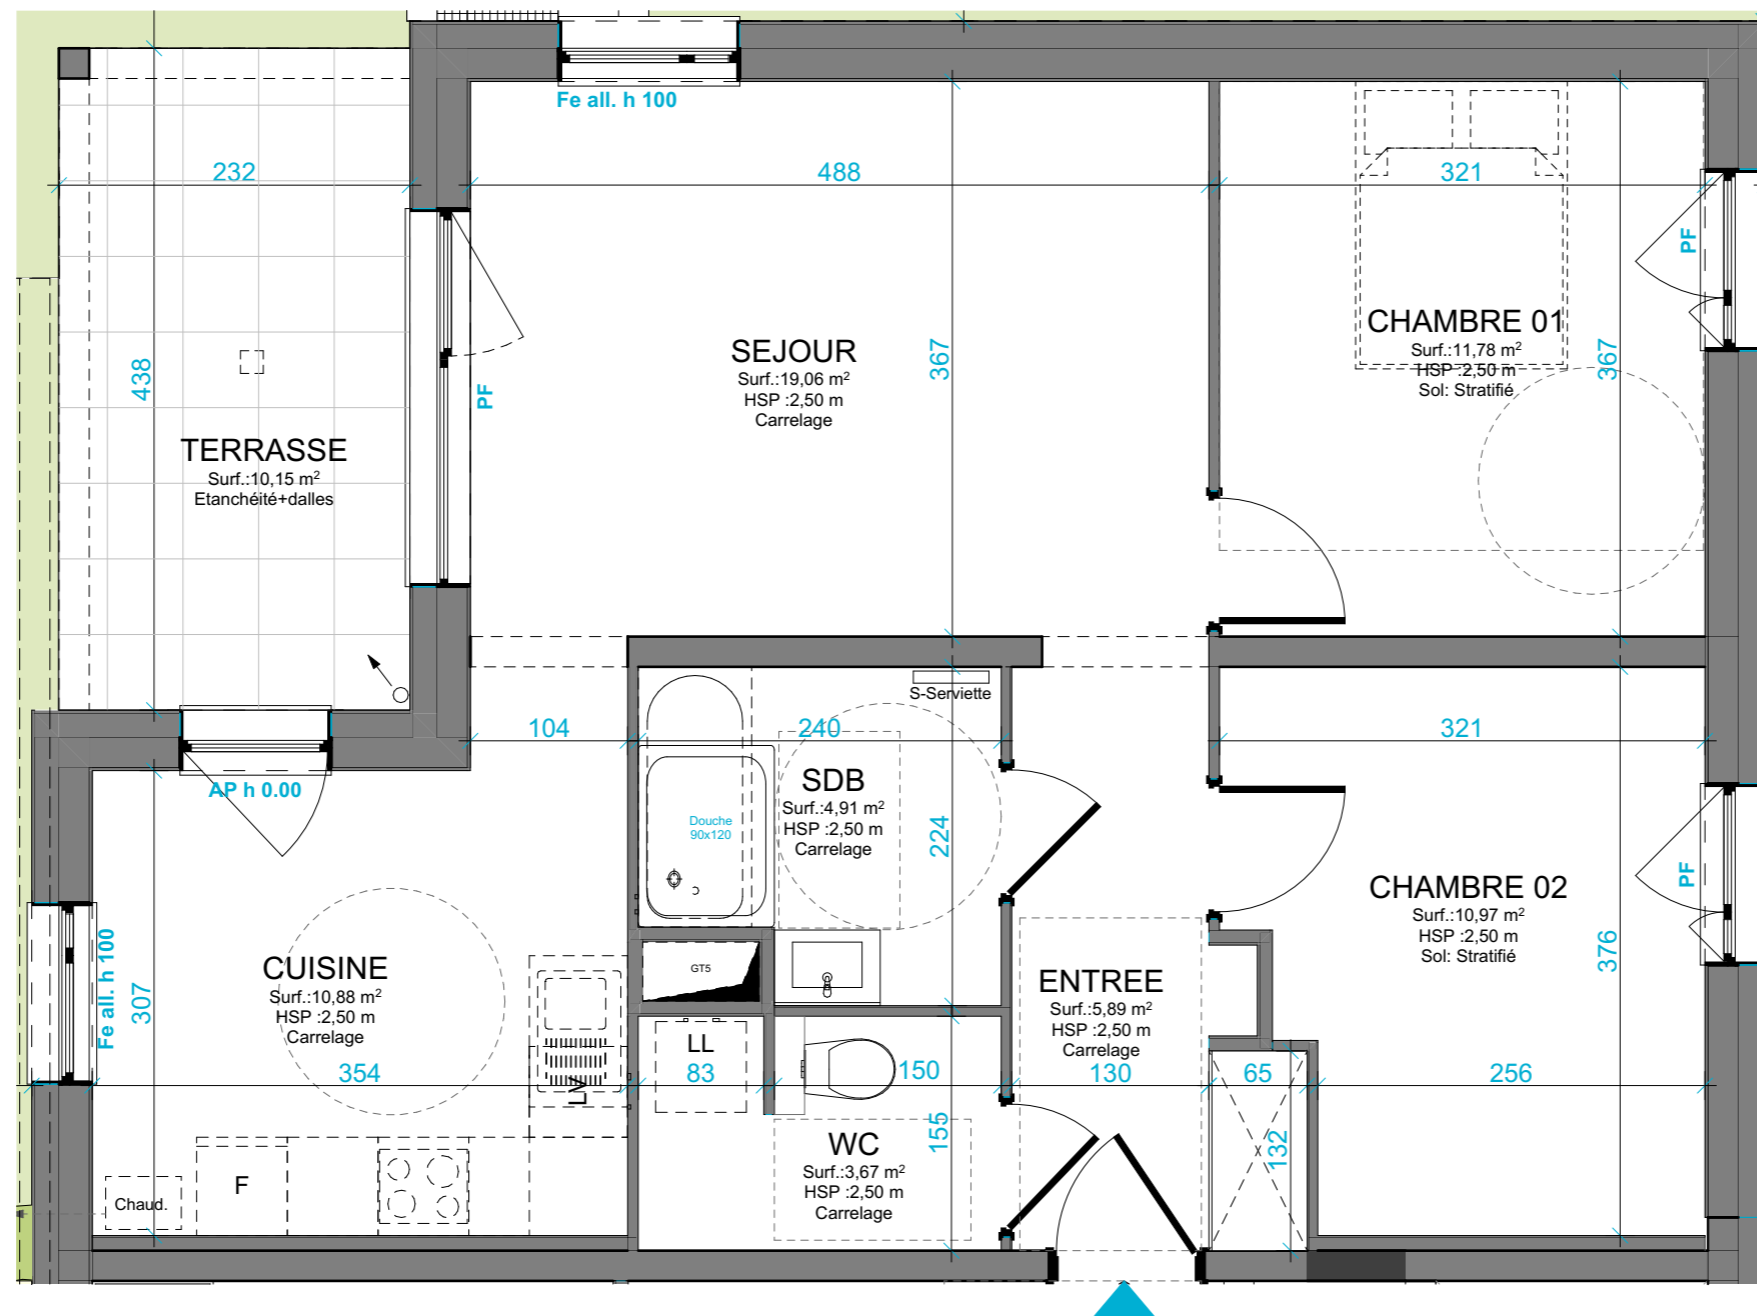 Fe all. h 100
232
488
321
PF
PF
438
367
367
SEJOUR
Surf.:19,06 m²
HSP :2,50 m
Carrelage
CHAMBRE 01
Surf.:11,78 m²
HSP :2,50 m
Sol: Stratifié
TERRASSE
Surf.:10,15 m²
Etanchéité+dalles
S-Serviette
104
240
321
AP h 0.00
SDB
Surf.:4,91 m²
HSP :2,50 m
Carrelage
Douche
90x120
224
PF
CHAMBRE 02
Surf.:10,97 m²
HSP :2,50 m
Sol: Stratifié
376
Fe all. h 100
307
CUISINE
Surf.:10,88 m²
HSP :2,50 m
Carrelage
GT5
ENTREE
Surf.:5,89 m²
HSP :2,50 m
Carrelage
LL
354
LV
83
150
130
65
256
155
132
WC
Surf.:3,67 m²
HSP :2,50 m
Carrelage
F
Chaud.